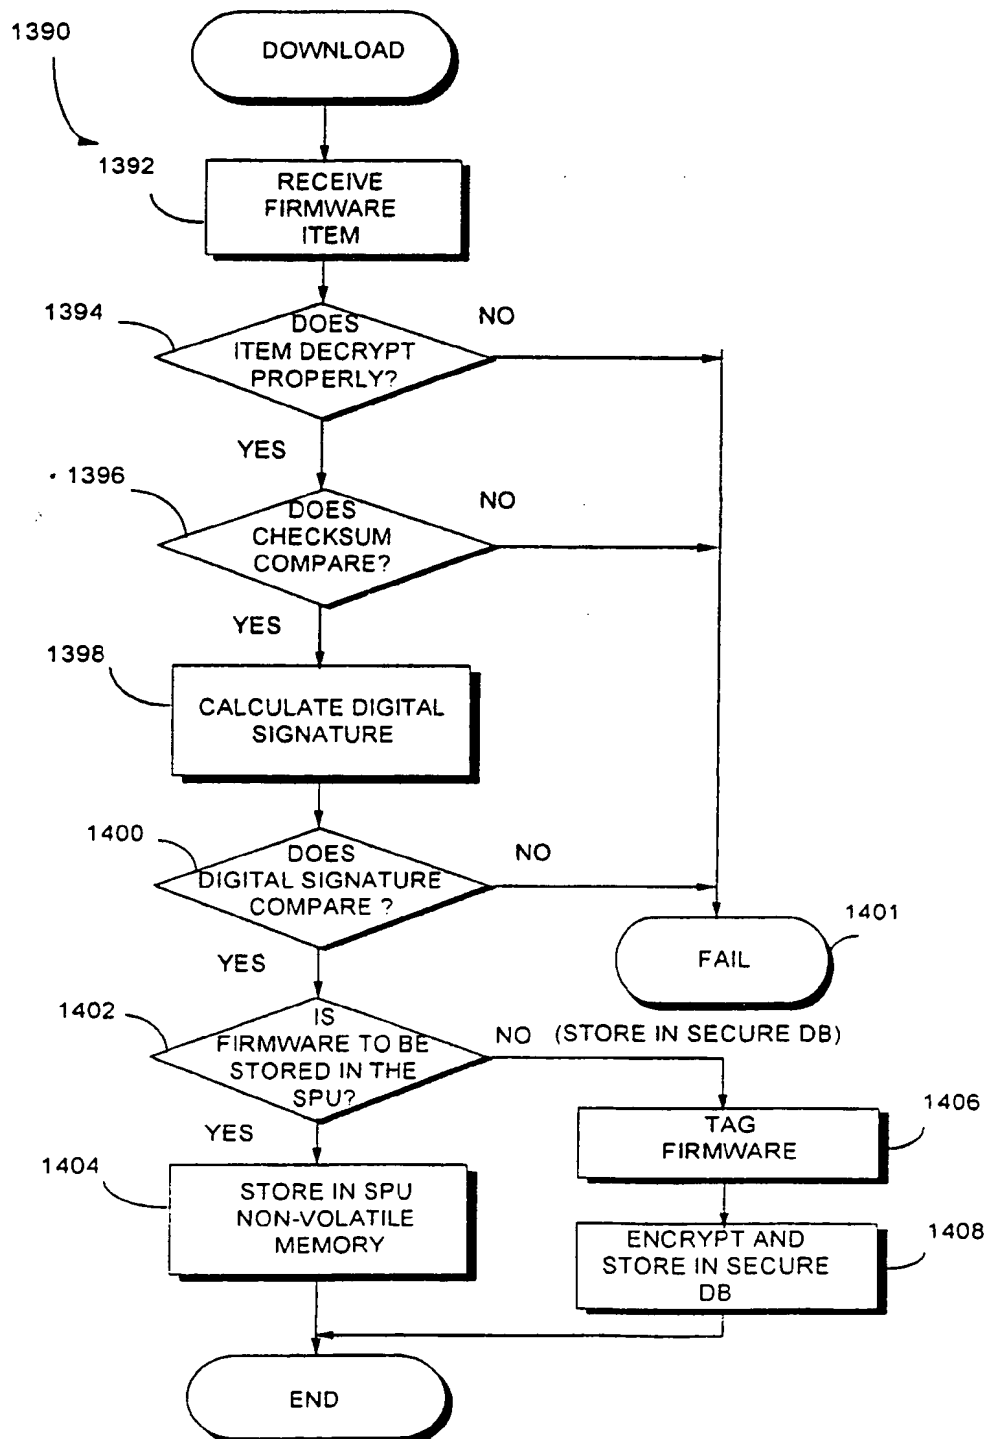 1390
DOWNLOAD
1392
RECEIVE
FIRMWARE
ITEM
1394
DOES
ITEM DECRYPT
PROPERLY?
NO
YES
1396
DOES
CHECKSUM
COMPARE?
NO
YES
1398
CALCULATE DIGITAL
SIGNATURE
1400
DOES
DIGITAL SIGNATURE
COMPARE ?
NO
1401
FAIL
YES
1402
IS
FIRMWARE TO BE
STORED IN THE
SPU?
NO (STORE IN SECURE DB)
YES
1406
TAG
FIRMWARE
1404
STORE IN SPU
NON-VOLATILE
MEMORY
1408
ENCRYPT AND
STORE IN SECURE
DB
END